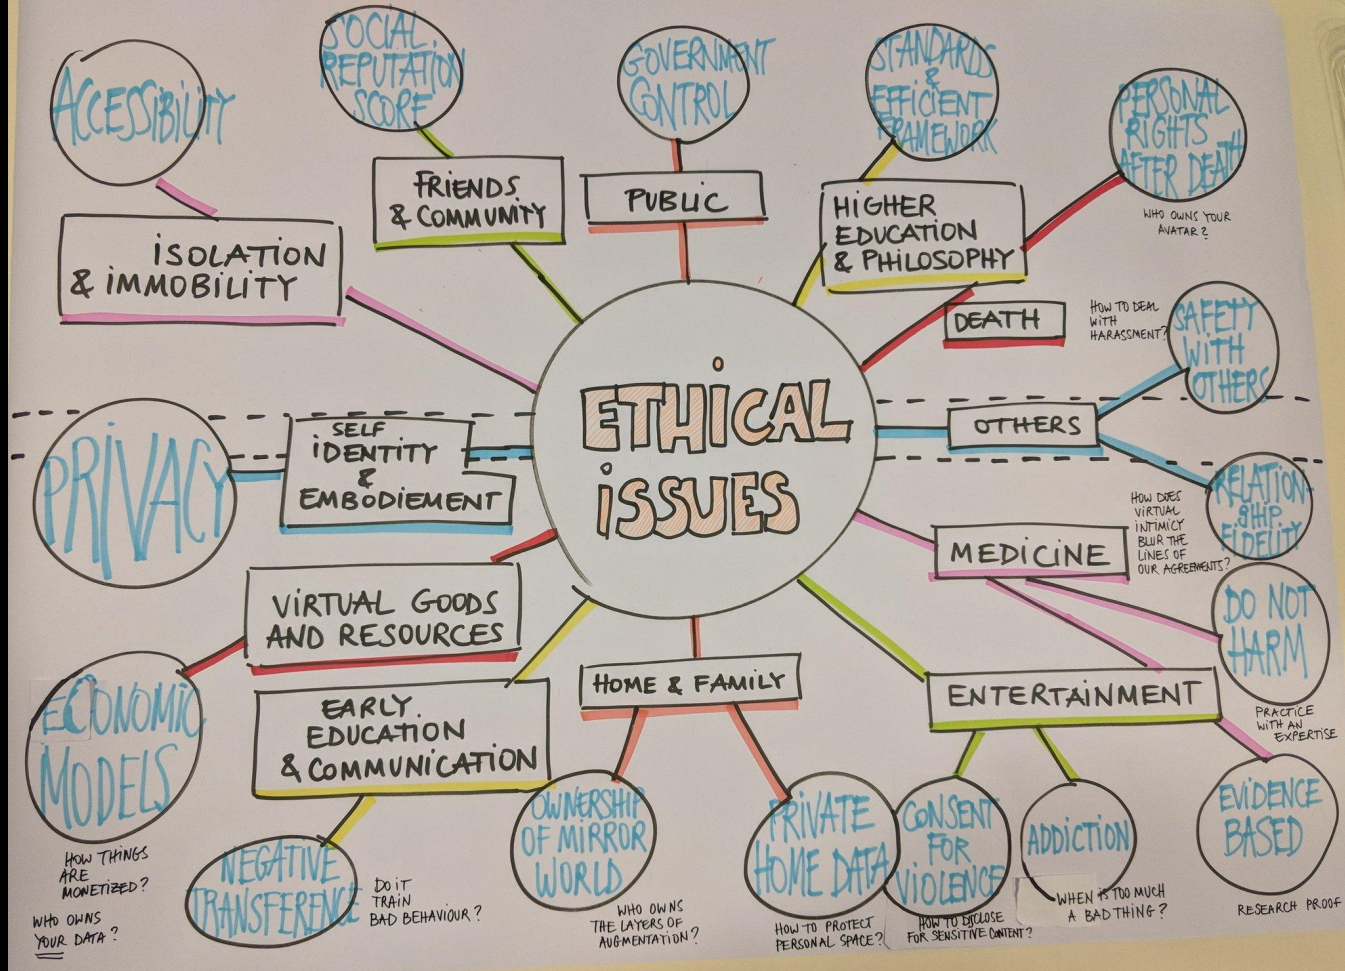 ACCESSIBILITY
SOCIAL
REPUTATION
SCORE
GOVERNMENT
CONTROL
STANDARDS
&
EFFICIENT
FRAMEWORK
PERSONAL
RIGHTS
AFTER DEATH
WHO OWNS YOUR
AVATAR?
ISOLATION
& IMMOBILITY
FRIENDS
& COMMUNITY
PUBLIC
HIGHER
EDUCATION
& PHILOSOPHY
DEATH
HOW TO DEAL
WITH
HARASSMENT?
SAFETY
WITH
OTHERS
ETHICAL
ISSUES
PRIVACY
SELF
IDENTITY
&
EMBODIEMENT
OTHERS
RELATION-
SHIP
FIDELITY
HOW DOES
VIRTUAL
INTIMICY
BLUR THE
LINES OF
OUR AGREEMENTS?
MEDICINE
DO NOT
HARM
PRACTICE
WITH AN
EXPERTISE
VIRTUAL GOODS
AND RESOURCES
ECONOMIC
MODELS
HOW THINGS
ARE
MONETIZED?
WHO OWNS
YOUR DATA?
EARLY
EDUCATION
& COMMUNICATION
NEGATIVE
TRANSFERENCE
DO IT
TRAIN
BAD BEHAVIOUR?
HOME & FAMILY
OWNERSHIP
OF MIRROR
WORLD
WHO OWNS
THE LAYERS OF
AUGMENTATION?
PRIVATE
HOME DATA
HOW TO PROTECT
PERSONAL SPACE?
ENTERTAINMENT
CONSENT
FOR
VIOLENCE
HOW TO DISCLOSE
FOR SENSITIVE CONTENT?
ADDICTION
WHEN IS TOO MUCH
A BAD THING?
EVIDENCE
BASED
RESEARCH PROOF